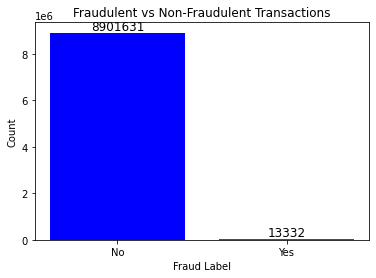 Fraudulent vs Non-Fraudulent Transactions
1e6
8901631
8
6
4
2
0
Count
13332
No
Yes
Fraud Label